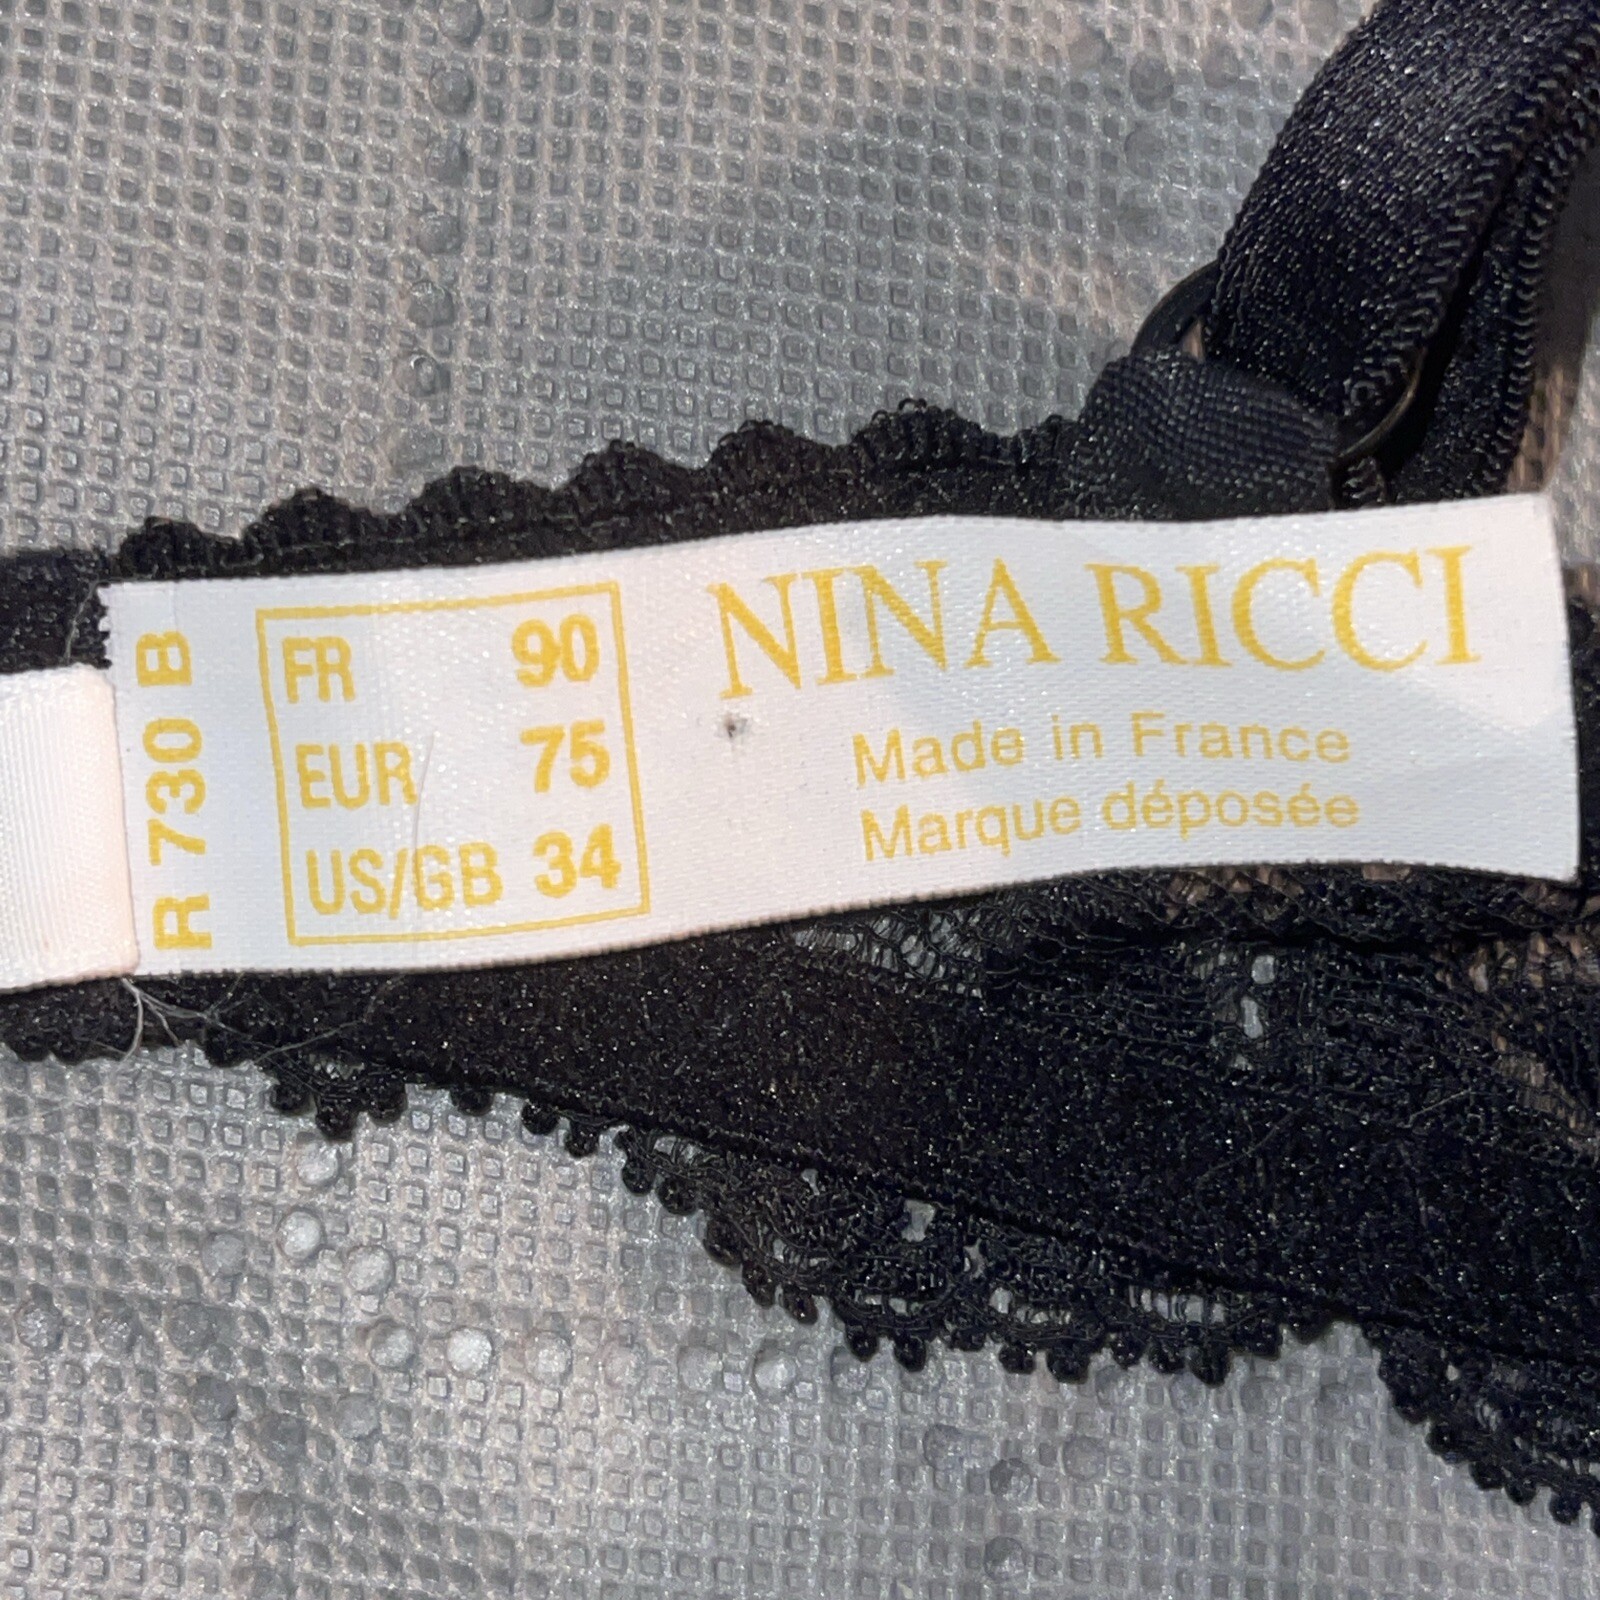 R 730 B
FR 90
EUR 75
US/GB 34
NINA RICCI
Made in France
Marque déposée